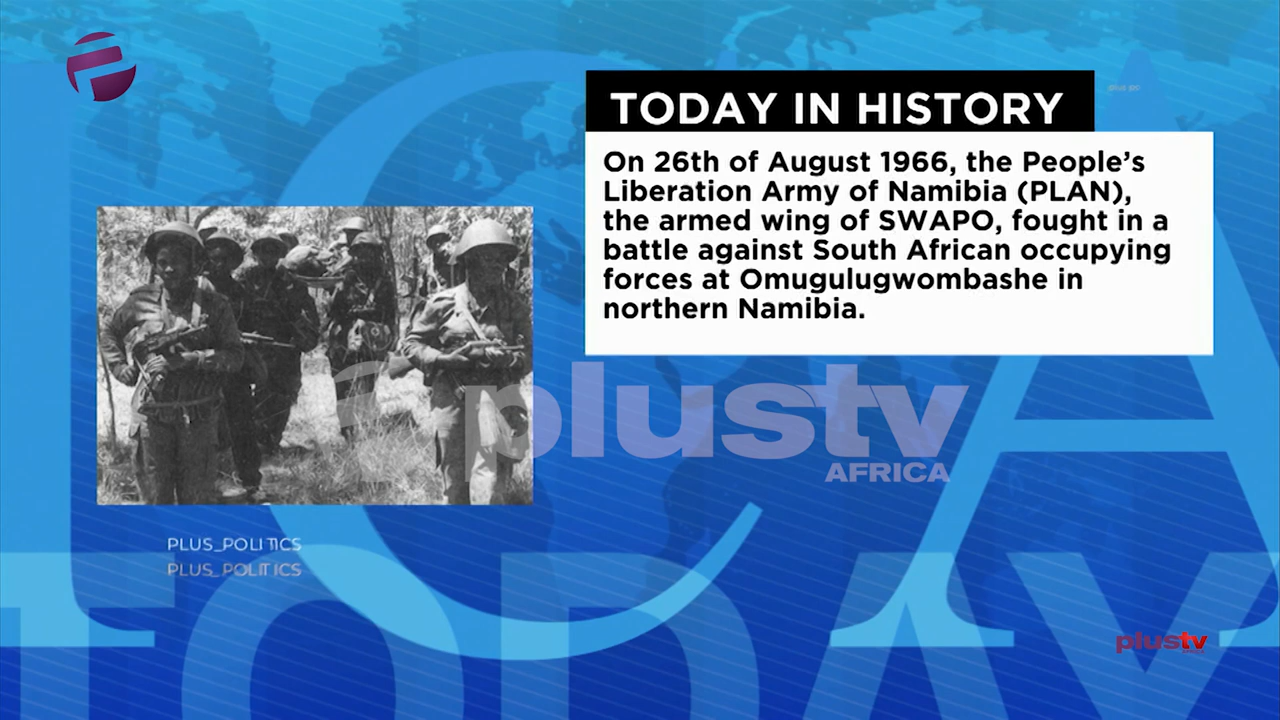 TODAY IN HISTORY
On 26th of August 1966, the People’s
Liberation Army of Namibia (PLAN),
the armed wing of SWAPO, fought in a
battle against South African occupying
forces at Omugulugwombashe in
northern Namibia.
plustv
AFRICA
PLUS_POLITICS
PLUS_POLITICS
TODAY
plustv